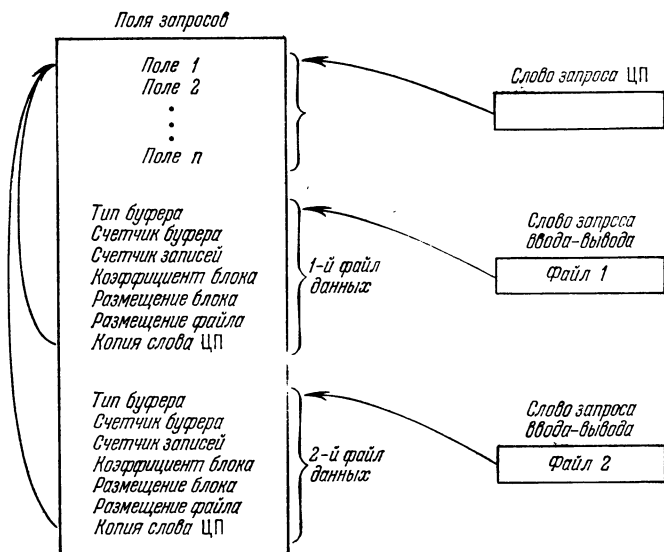 Поля запросов
Поле 1
Поле 2
Поле n
Слово запроса ЦП
Тип буфера
Счетчик буфера
Счетчик записей
Коэффициент блока
Размещение блока
Размещение файла
Копия слова ЦП
1-й файл
данных
Слово запроса
ввода-вывода
Файл 1
Тип буфера
Счетчик буфера
Счетчик записей
Коэффициент блока
Размещение блока
Размещение файла
Копия слова ЦП
2-й файл
данных
Слово запроса
ввода-вывода
Файл 2